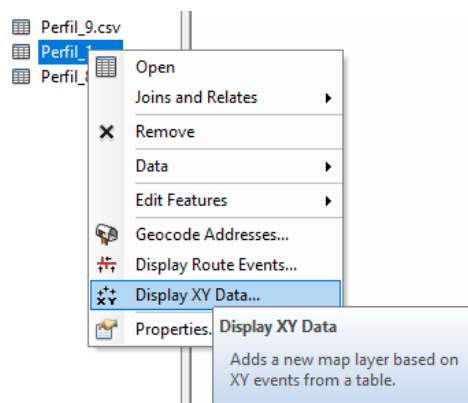 Perfil_9.csv
Perfil_1
Perfil_8
Open
Joins and Relates
Remove
Data
Edit Features
Geocode Addresses...
Display Route Events...
Display XY Data...
Properties.
Display XY Data
Adds a new map layer based on
XY events from a table.